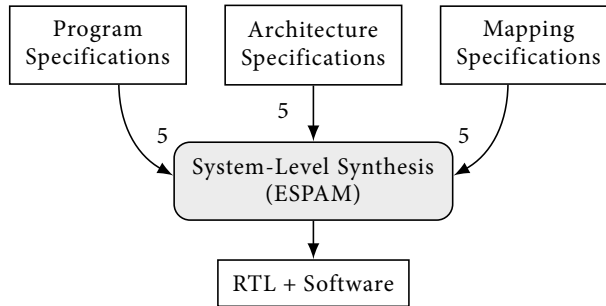 Program
Specifications
Architecture
Specifications
Mapping
Specifications
5
5
5
System-Level Synthesis
(ESPAM)
RTL + Software